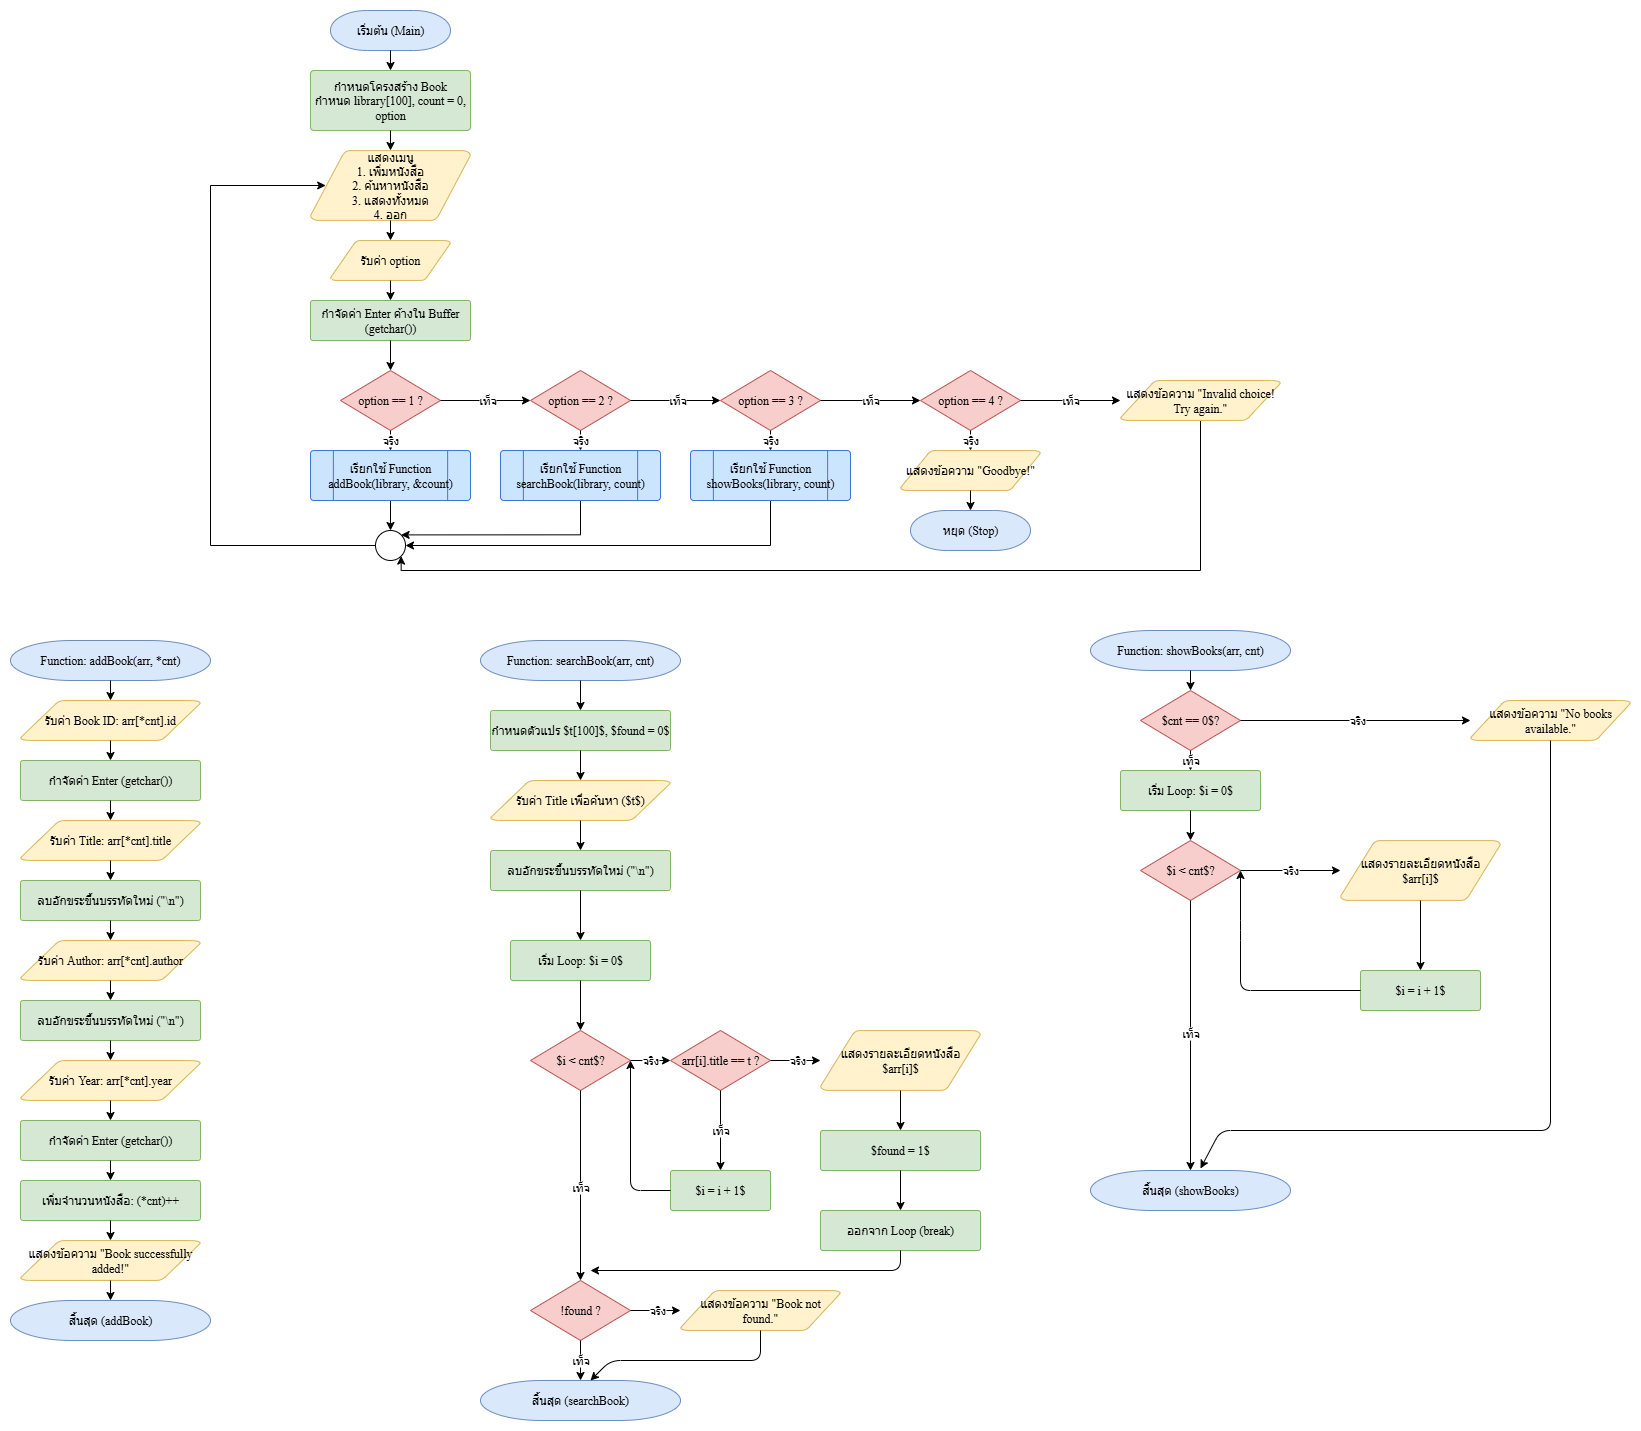 เริ่มต้น (Main)
กำหนดโครงสร้าง Book
กำหนด library[100], count = 0,
option
แสดงเมนู
1. เพิ่มหนังสือ
2. ค้นหาหนังสือ
3. แสดงทั้งหมด
4. ออก
รับค่า option
กำจัดค่า Enter ค้างใน Buffer
(getchar())
option == 1 ?
เท็จ
option == 2 ?
เท็จ
option == 3 ?
เท็จ
option == 4 ?
เท็จ
แสดงข้อความ "Invalid choice!
Try again."
จริง
จริง
จริง
จริง
เรียกใช้ Function
addBook(library, &count)
เรียกใช้ Function
searchBook(library, count)
เรียกใช้ Function
showBooks(library, count)
แสดงข้อความ "Goodbye!"
หยุด (Stop)
Function: addBook(arr, *cnt)
รับค่า Book ID: arr[*cnt].id
กำจัดค่า Enter (getchar())
รับค่า Title: arr[*cnt].title
ลบอักขระขึ้นบรรทัดใหม่ ("\n")
รับค่า Author: arr[*cnt].author
ลบอักขระขึ้นบรรทัดใหม่ ("\n")
รับค่า Year: arr[*cnt].year
กำจัดค่า Enter (getchar())
เพิ่มจำนวนหนังสือ: (*cnt)++
แสดงข้อความ "Book successfully
added!"
สิ้นสุด (addBook)
Function: searchBook(arr, cnt)
กำหนดตัวแปร $t[100]$, $found = 0$
รับค่า Title เพื่อค้นหา ($t$)
ลบอักขระขึ้นบรรทัดใหม่ ("\n")
เริ่ม Loop: $i = 0$
$i < cnt$?
จริง
arr[i].title == t ?
จริง
แสดงรายละเอียดหนังสือ
$arr[i]$
เท็จ
$found = 1$
เท็จ
$i = i + 1$
ออกจาก Loop (break)
!found ?
จริง
แสดงข้อความ "Book not
found."
เท็จ
สิ้นสุด (searchBook)
Function: showBooks(arr, cnt)
$cnt == 0$?
จริง
แสดงข้อความ "No books
available."
เท็จ
เริ่ม Loop: $i = 0$
$i < cnt$?
จริง
แสดงรายละเอียดหนังสือ
$arr[i]$
$i = i + 1$
เท็จ
สิ้นสุด (showBooks)